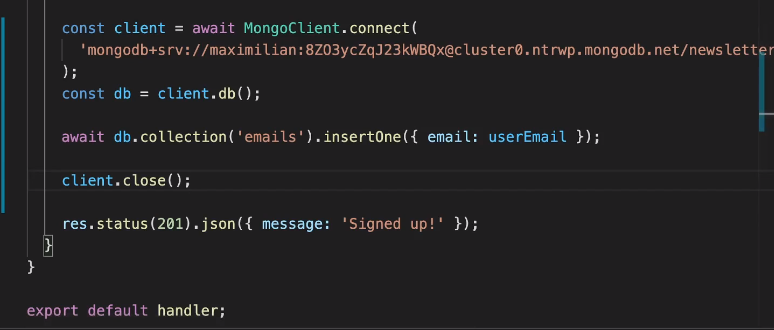 const client = await MongoClient.connect(
'mongodb+srv://maximilian:8ZO3ycZqJ23kWBQx@cluster0.ntrwp.mongodb.net/newsletter
);
const db = client.db();
await db.collection('emails').insertOne({ email: userEmail });
client.close();
res.status(201).json({ message: 'Signed up!' });
}
}
export default handler;